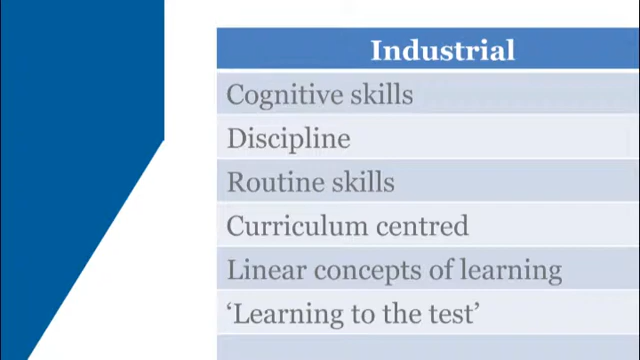 Industrial
Cognitive skills
Discipline
Routine skills
Curriculum centred
Linear concepts of learning
‘Learning to the test’